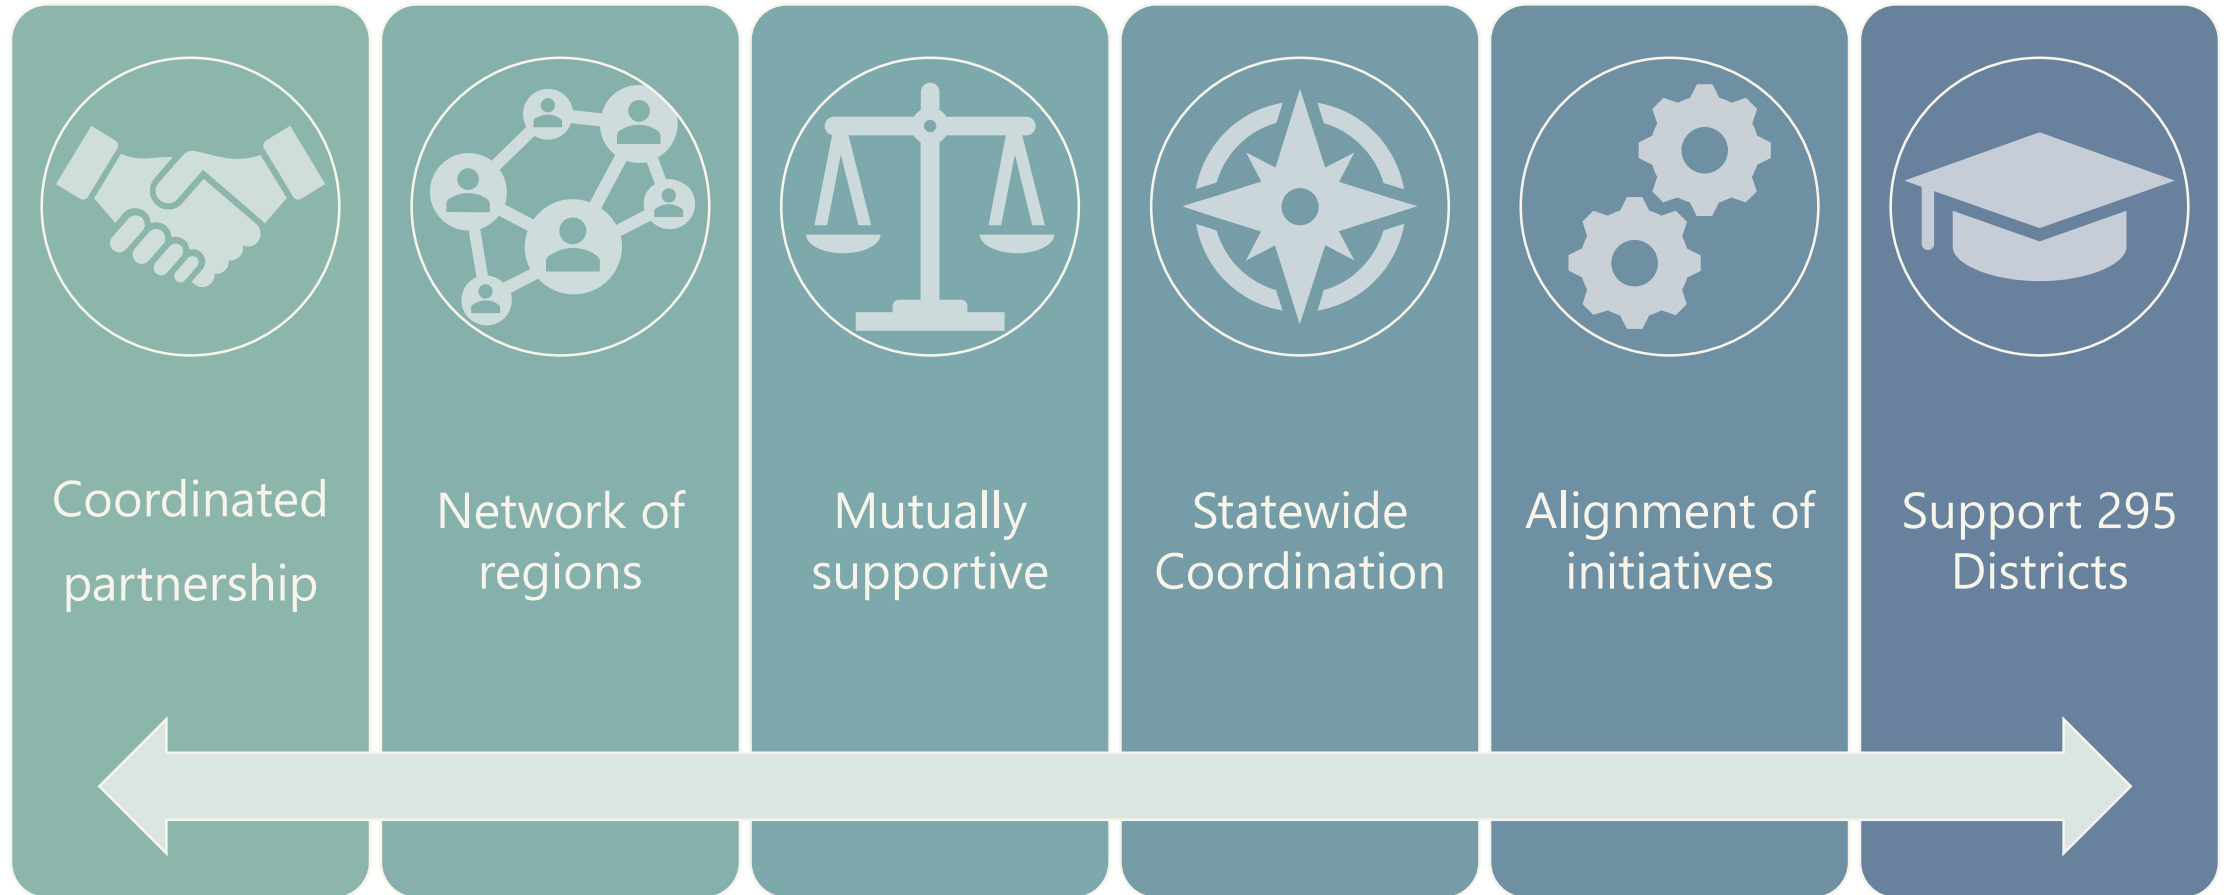 Coordinated
partnership
Network of
regions
Mutually
supportive
Statewide
Coordination
Alignment of
initiatives
Support 295
Districts